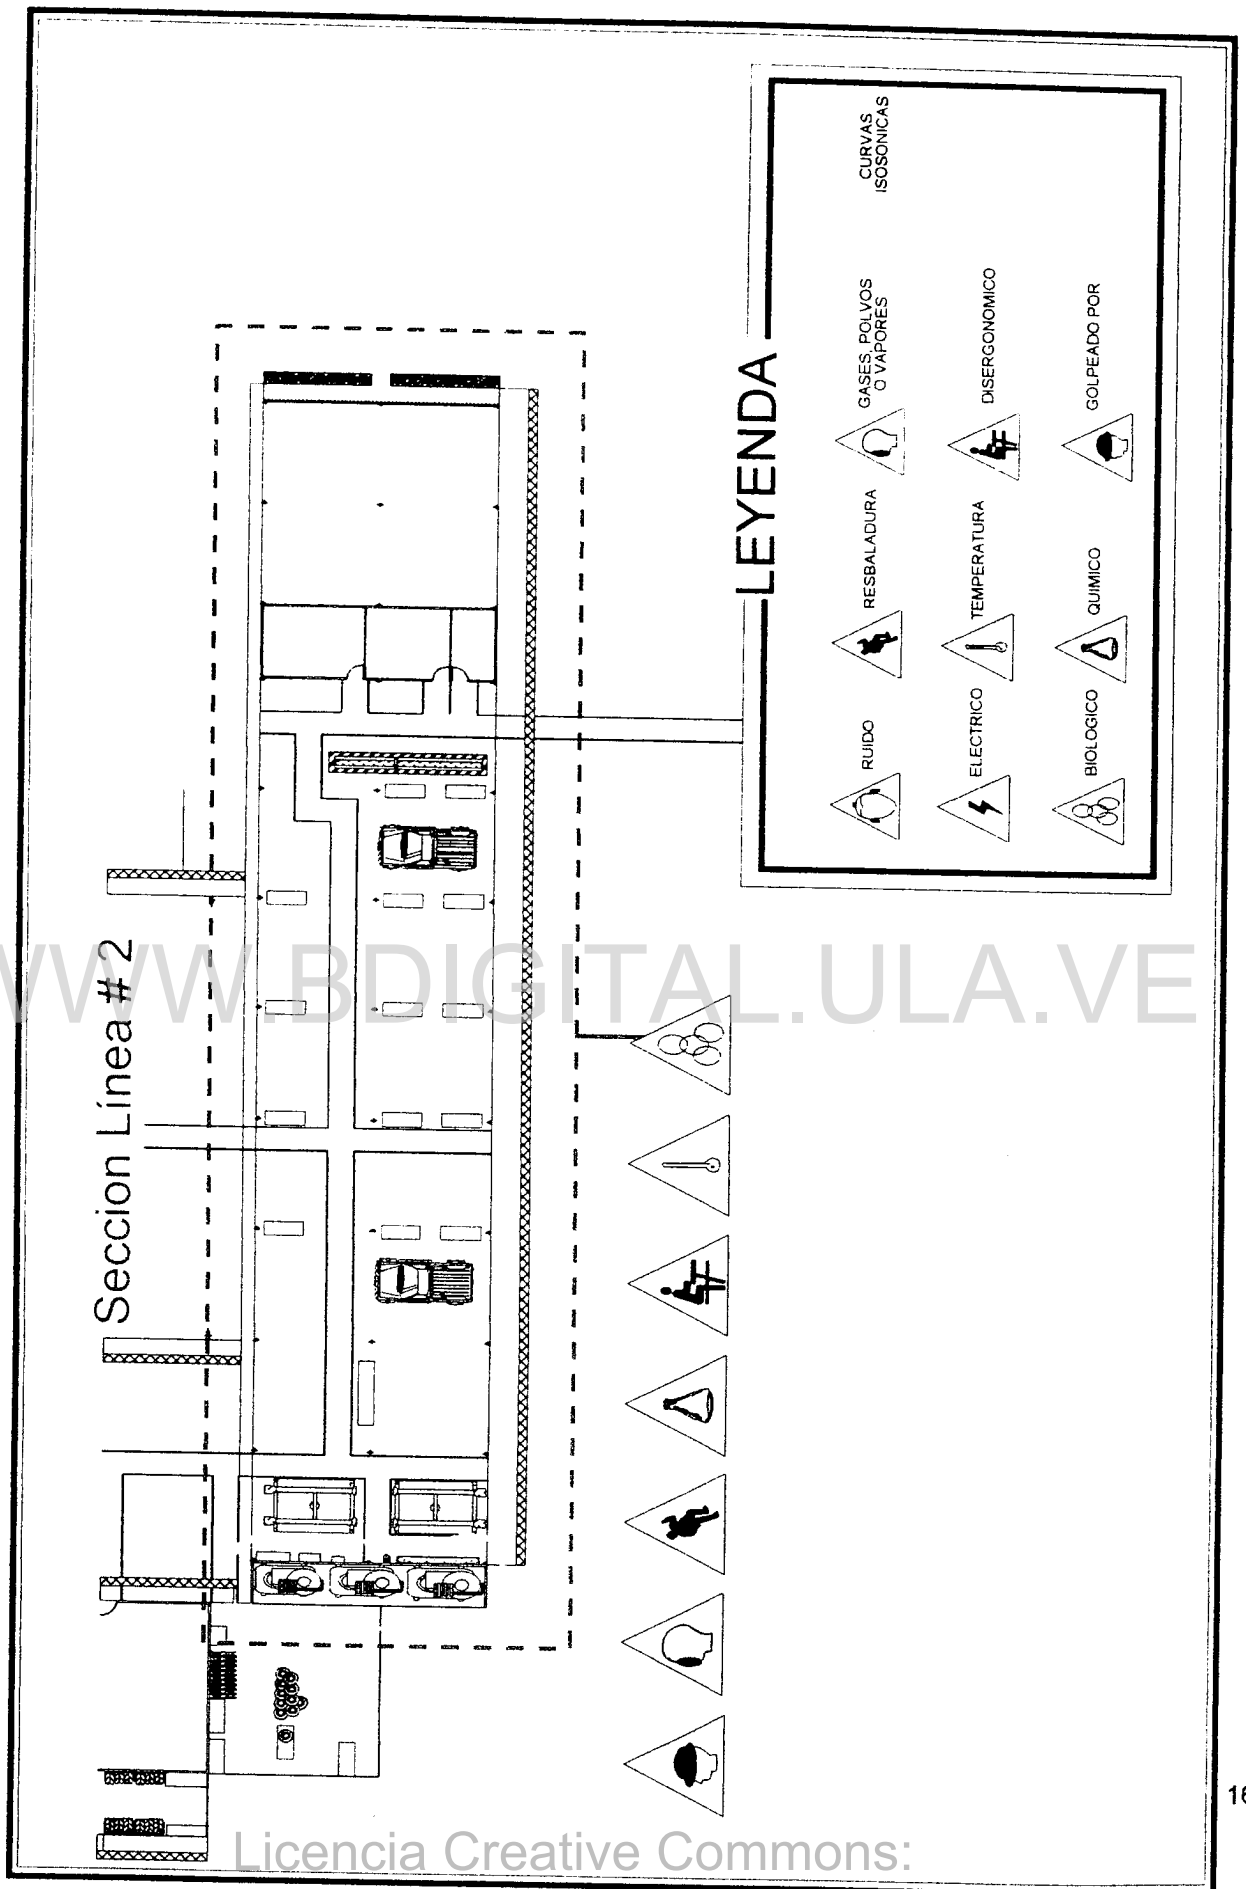 Seccion Línea # 2
LEYENDA
RUIDO
RESBALADURA
GASES, POLVOS
O VAPORES
CURVAS
ISOSONICAS
ELECTRICO
TEMPERATURA
DISERGONOMICO
BIOLOGICO
QUIMICO
GOLPEADO POR
WWW.BDIGITAL.ULA.VE
Licencia Creative Commons: